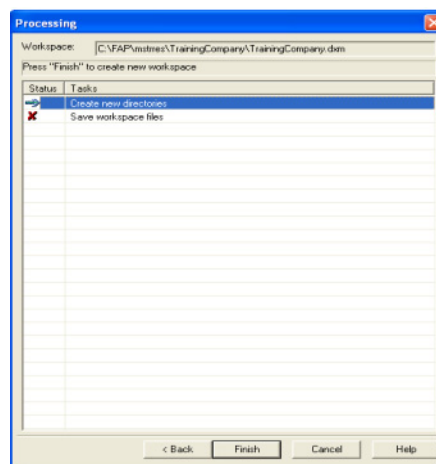 Processing
Workspace: C:\FAP\mstrres\TrainingCompany\TrainingCompany.dxm
Press "Finish" to create new workspace
Status Tasks
Create new directories
Save workspace files
< Back Finish Cancel Help